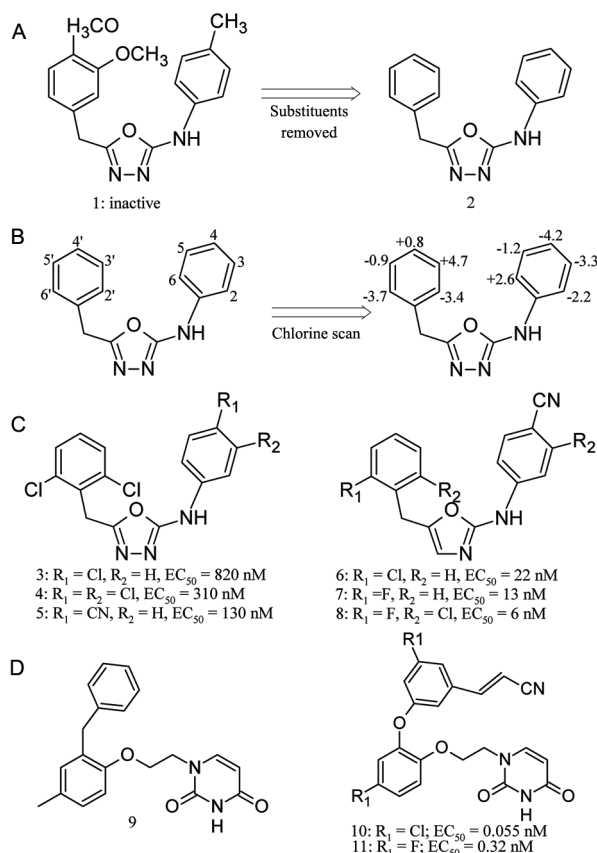 A
H₃CO
OCH₃
CH₃
O
NH
N–N
1: inactive
Substituents
removed
O
NH
N–N
2
B
4'
5' 3'
6' 2'
4
5 3
6 2
O
NH
N–N
Chlorine scan
+0.8
-0.9 +4.7
-3.7 -3.4
-4.2
-1.2 -3.3
+2.6 -2.2
O
NH
N–N
C
R₁
R₂
Cl Cl
O
NH
N–N
3: R₁ = Cl, R₂ = H, EC₅₀ = 820 nM
4: R₁ = R₂ = Cl, EC₅₀ = 310 nM
5: R₁ = CN, R₂ = H, EC₅₀ = 130 nM
CN
R₂
R₁ R₂
O
NH
N
6: R₁ = Cl, R₂ = H, EC₅₀ = 22 nM
7: R₁ =F, R₂ = H, EC₅₀ = 13 nM
8: R₁ = F, R₂ = Cl, EC₅₀ = 6 nM
D
O
N
O N O
H
9
R1
CN
O
O
N
R₁
O N O
H
10: R₁ = Cl; EC₅₀ = 0.055 nM
11: R₁ = F; EC₅₀ = 0.32 nM